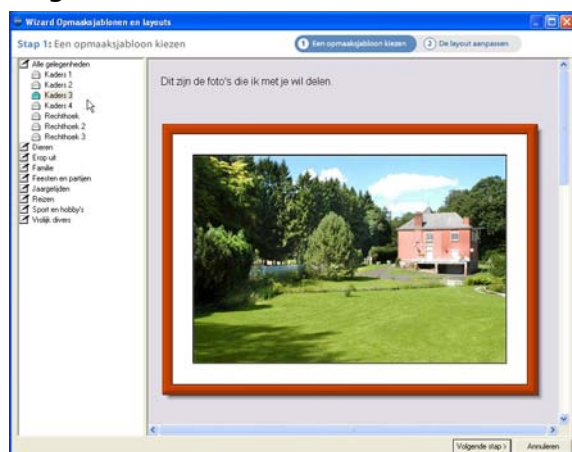 Wizard Opmaaksjablonen en layouts
Stap 1: Een opmaaksjabloon kiezen
1 Een opmaaksjabloon kiezen
2 De layout aanpassen
Alle gelegenheden
Kaders 1
Kaders 2
Kaders 3
Kaders 4
Rechthoek
Rechthoek 2
Rechthoek 3
Dieren
Erop uit
Familie
Feesten en partijen
Jaargetijden
Reizen
Sport en hobby's
Vrolijk divers
Dit zijn de foto's die ik met je wil delen.
Volgende stap >
Annuleren